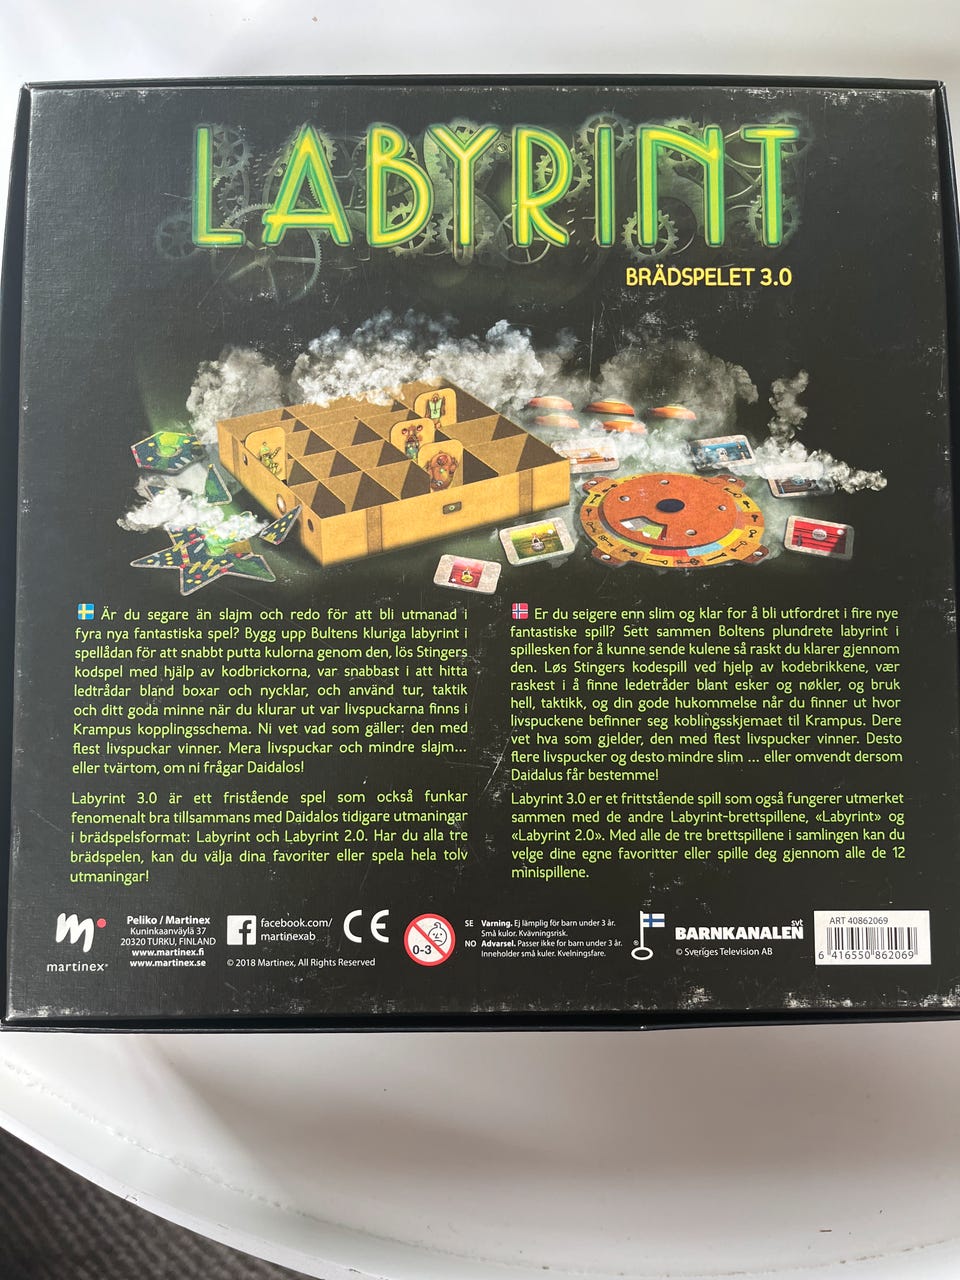 LABYRINT
BRÄDSPELET 3.0
Är du segare än slajm och redo för att bli utmanad i
fyra nya fantastiska spel? Bygg upp Bultens kluriga labyrint i
spellådan för att snabbt putta kulorna genom den, lös Stingers
kodspel med hjälp av kodbrickorna, var snabbast i att hitta
ledtrådar bland boxar och nycklar, och använd tur, taktik
och ditt goda minne när du klurar ut var livspuckarna finns i
Krampus kopplingsschema. Ni vet vad som gäller: den med
flest livspuckar vinner. Mera livspuckar och mindre slajm...
eller tvärtom, om ni frågar Daidalos!
Labyrint 3.0 är ett fristående spel som också funkar
fenomenalt bra tillsammans med Daidalos tidigare utmaningar
i brädspelsformat: Labyrint och Labyrint 2.0. Har du alla tre
brädspelen, kan du välja dina favoriter eller spela hela tolv
utmaningar!
Er du seigere enn slim og klar for å bli utfordret i fire nye
fantastiske spill? Sett sammen Boltens plundrete labyrint i
spillesken for å kunne sende kulene så raskt du klarer gjennom
den. Løs Stingers kodespill ved hjelp av kodebrikkene, vær
raskest i å finne ledetråder blant esker og nøkler, og bruk
hell, taktikk, og din gode hukommelse når du finner ut hvor
livspuckene befinner seg koblingsskjemaet til Krampus. Dere
vet hva som gjelder, den med flest livspucker vinner. Desto
flere livspucker og desto mindre slim ... eller omvendt dersom
Daidalus får bestemme!
Labyrint 3.0 er et frittstående spill som også fungerer utmerket
sammen med de andre Labyrint-brettspillene, «Labyrint» og
«Labyrint 2.0». Med alle de tre brettspillene i samlingen kan du
velge dine egne favoritter eller spille deg gjennom alle de 12
minispillene.
m
martinex®
Peliko / Martinex
Kuninkaanväylä 37
20320 TURKU, FINLAND
www.martinex.fi
www.martinex.se
f
facebook.com/
martinexab
© 2018 Martinex, All Rights Reserved
CE
0-3
SE Varning. Ej lämplig för barn under 3 år.
Små kulor. Kvävningsrisk.
NO Advarsel. Passer ikke for barn under 3 år.
Inneholder små kuler. Kvelningsfare.
svt
BARNKANALEN
© Sveriges Television AB
ART 40862069
6 416550 862069